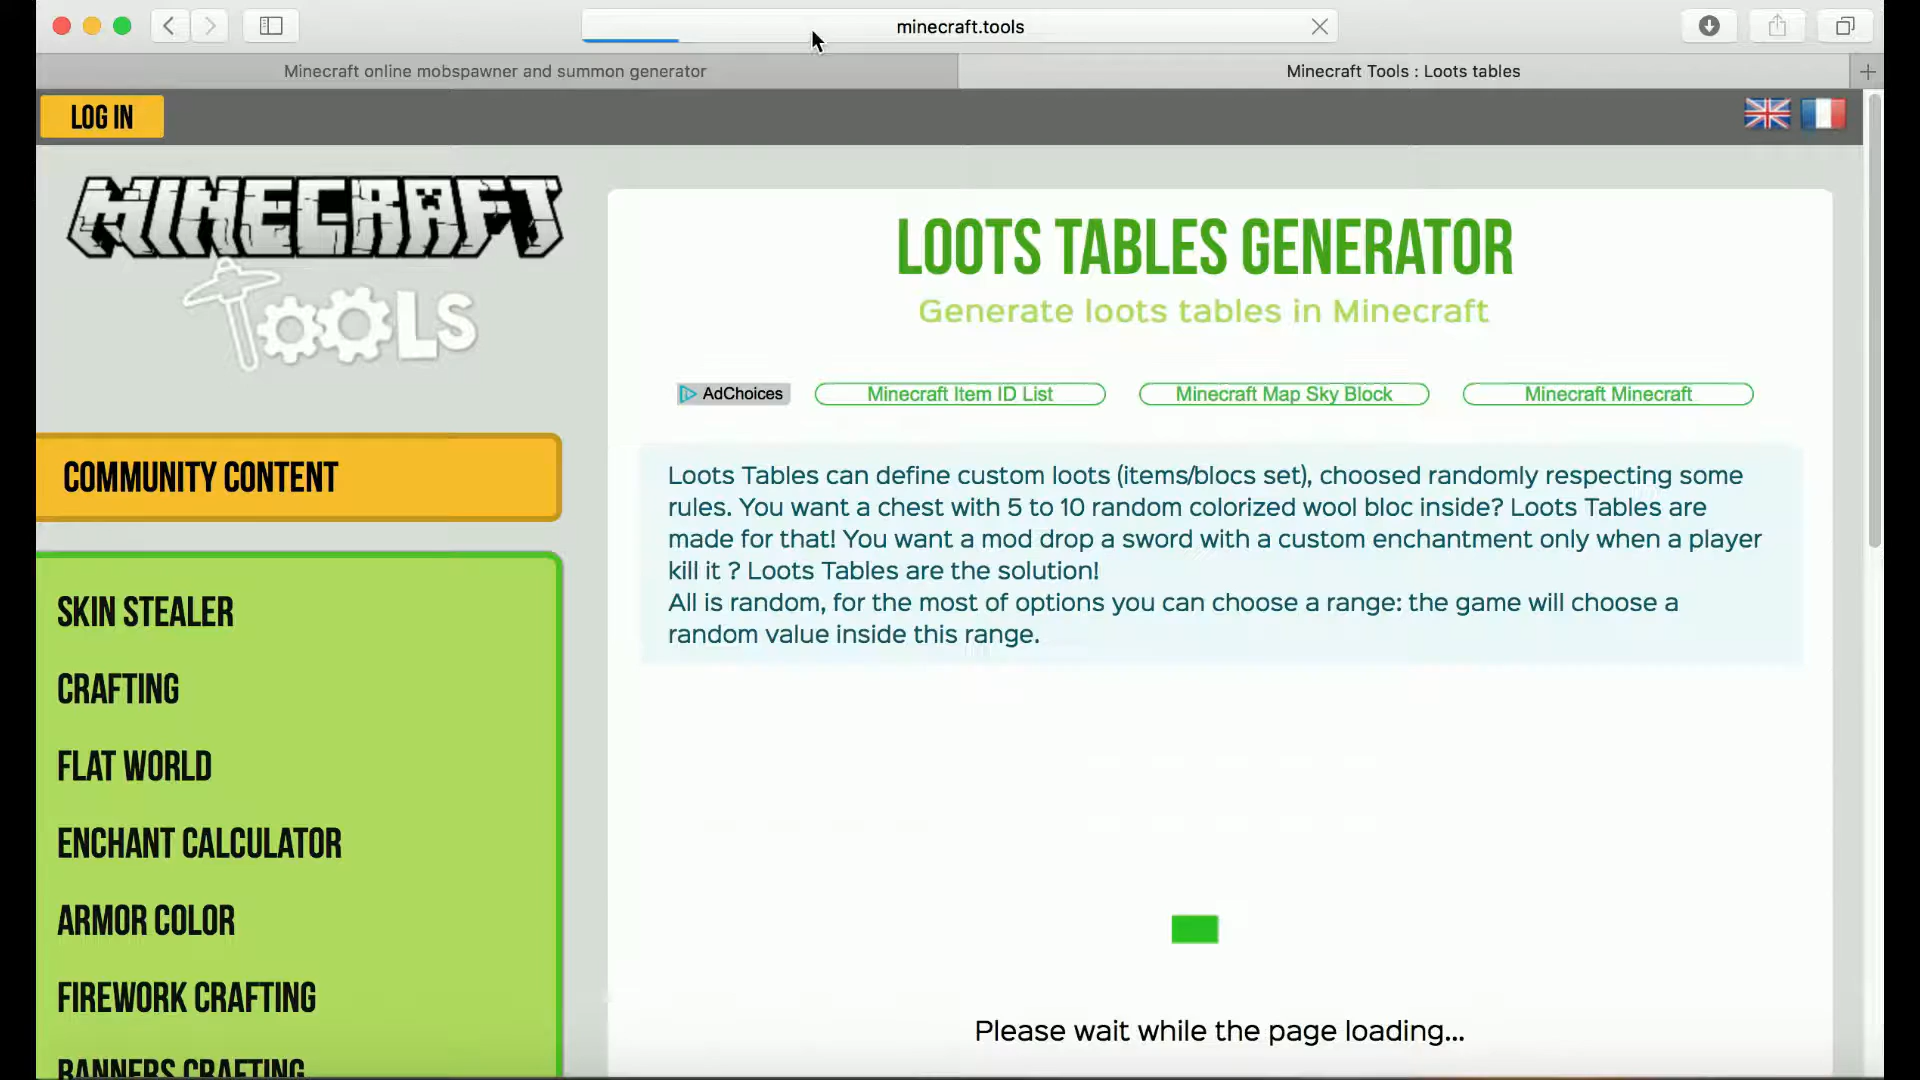 minecraft.tools
Minecraft online mobspawner and summon generator
Minecraft Tools : Loots tables
LOG IN
MINECRAFT
TOOLS
LOOTS TABLES GENERATOR
Generate loots tables in Minecraft
AdChoices
Minecraft Item ID List
Minecraft Map Sky Block
Minecraft Minecraft
COMMUNITY CONTENT
Loots Tables can define custom loots (items/blocs set), choosed randomly respecting some
rules. You want a chest with 5 to 10 random colorized wool bloc inside? Loots Tables are
made for that! You want a mod drop a sword with a custom enchantment only when a player
kill it ? Loots Tables are the solution!
All is random, for the most of options you can choose a range: the game will choose a
random value inside this range.
SKIN STEALER
CRAFTING
FLAT WORLD
ENCHANT CALCULATOR
ARMOR COLOR
FIREWORK CRAFTING
BANNERS CRAFTING
Please wait while the page loading...